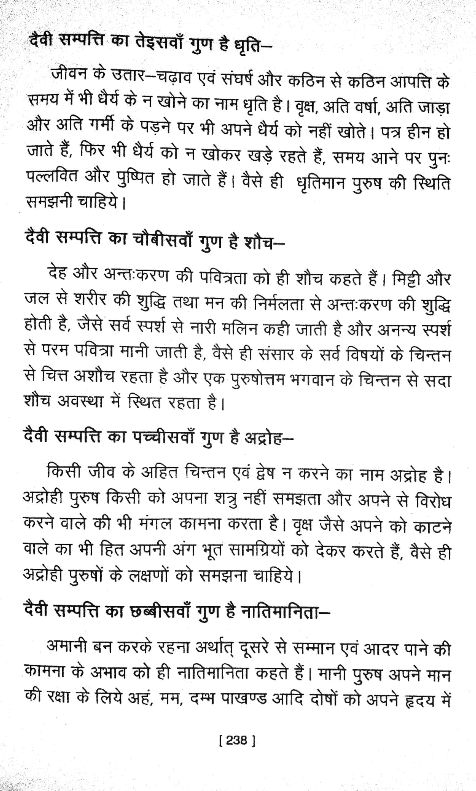 दैवी सम्पत्ति का तेइसवाँ गुण है धृति—
जीवन के उतार—चढ़ाव एवं संघर्ष और कठिन से कठिन आपत्ति के
समय में भी धैर्य के न खोने का नाम धृति है। वृक्ष, अति वर्षा, अति जाड़ा
और अति गर्मी के पड़ने पर भी अपने धैर्य को नहीं खोते। पत्र हीन हो
जाते हैं, फिर भी धैर्य को न खोकर खड़े रहते हैं, समय आने पर पुनः
पल्लवित और पुष्पित हो जाते हैं। वैसे ही धृतिमान पुरुष की स्थिति
समझनी चाहिये।
दैवी सम्पत्ति का चौबीसवाँ गुण है शौच—
देह और अन्तःकरण की पवित्रता को ही शौच कहते हैं। मिट्टी और
जल से शरीर की शुद्धि तथा मन की निर्मलता से अन्तःकरण की शुद्धि
होती है, जैसे सर्व स्पर्श से नारी मलिन कही जाती है और अनन्य स्पर्श
से परम पवित्रा मानी जाती है, वैसे ही संसार के सर्व विषयों के चिन्तन
से चित्त अशौच रहता है और एक पुरुषोत्तम भगवान के चिन्तन से सदा
शौच अवस्था में स्थित रहता है।
दैवी सम्पत्ति का पच्चीसवाँ गुण है अद्रोह—
किसी जीव के अहित चिन्तन एवं द्वेष न करने का नाम अद्रोह है।
अद्रोही पुरुष किसी को अपना शत्रु नहीं समझता और अपने से विरोध
करने वाले की भी मंगल कामना करता है। वृक्ष जैसे अपने को काटने
वाले का भी हित अपनी अंग भूत सामग्रियों को देकर करते हैं, वैसे ही
अद्रोही पुरुषों के लक्षणों को समझना चाहिये।
दैवी सम्पत्ति का छब्बीसवाँ गुण है नातिमानिता—
अमानी बन करके रहना अर्थात् दूसरे से सम्मान एवं आदर पाने की
कामना के अभाव को ही नातिमानिता कहते हैं। मानी पुरुष अपने मान
की रक्षा के लिये अहं, मम, दम्भ पाखण्ड आदि दोषों को अपने हृदय में
[ 238 ]